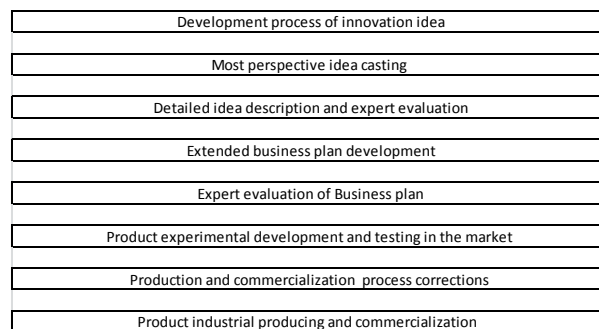 Development process of innovation idea
Most perspective idea casting
Detailed idea description and expert evaluation
Extended business plan development
Expert evaluation of Business plan
Product experimental development and testing in the market
Production and commercialization  process corrections
Product industrial producing and commercialization